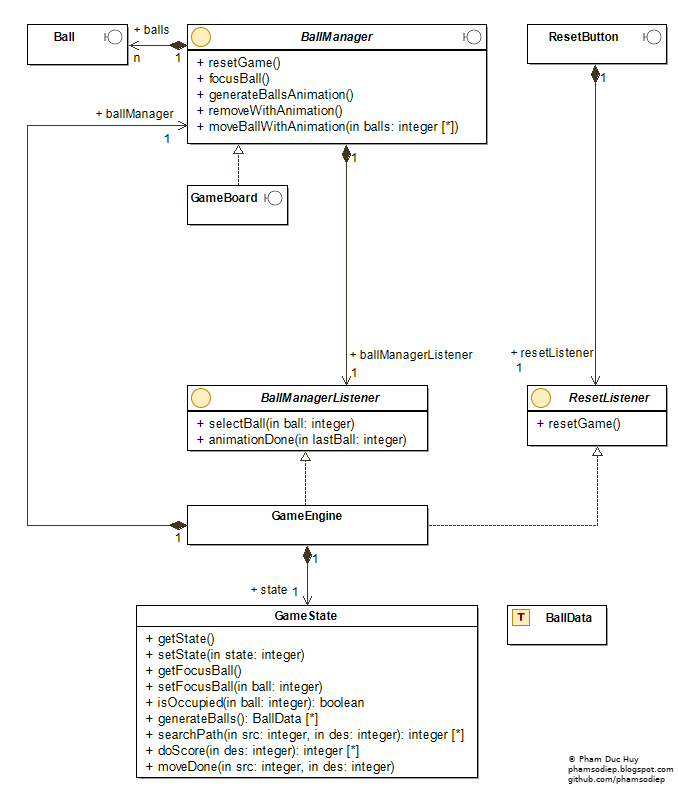 Ball
+ balls
n
1
BallManager
+ resetGame()
+ focusBall()
+ generateBallsAnimation()
+ removeWithAnimation()
+ moveBallWithAnimation(in balls: integer [*])
ResetButton
1
+ ballManager
1
1
GameBoard
+ ballManagerListener
1
+ resetListener
1
BallManagerListener
+ selectBall(in ball: integer)
+ animationDone(in lastBall: integer)
ResetListener
+ resetGame()
GameEngine
1
1
+ state
1
GameState
+ getState()
+ setState(in state: integer)
+ getFocusBall()
+ setFocusBall(in ball: integer)
+ isOccupied(in ball: integer): boolean
+ generateBalls(): BallData [*]
+ searchPath(in src: integer, in des: integer): integer [*]
+ doScore(in des: integer): integer [*]
+ moveDone(in src: integer, in des: integer)
T
BallData
© Pham Duc Huy
phamsodiep.blogspot.com
github.com/phamsodiep